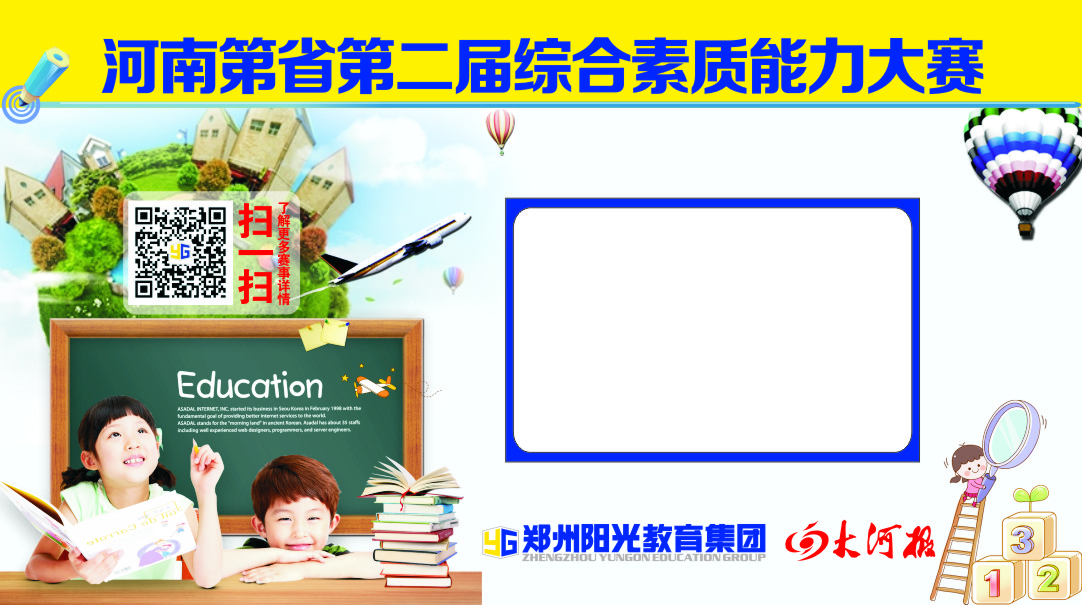 河南第省第二届综合素质能力大赛
扫一扫
了解更多赛事详情
YG
Education
ASADAL INTERNET, INC. started its business in Seou Korea in February 1998 with the
fundamental goal of providing better internet services to the world.
ASADAL stands for the "morning land" in ancient Korean. Asadal has about 35 staffs
including well experienced web designers, programmers, and server engineers.
YG 郑州阳光教育集团
ZHENGZHOU YUNGON EDUCATION GROUP
大河报
3
1 2